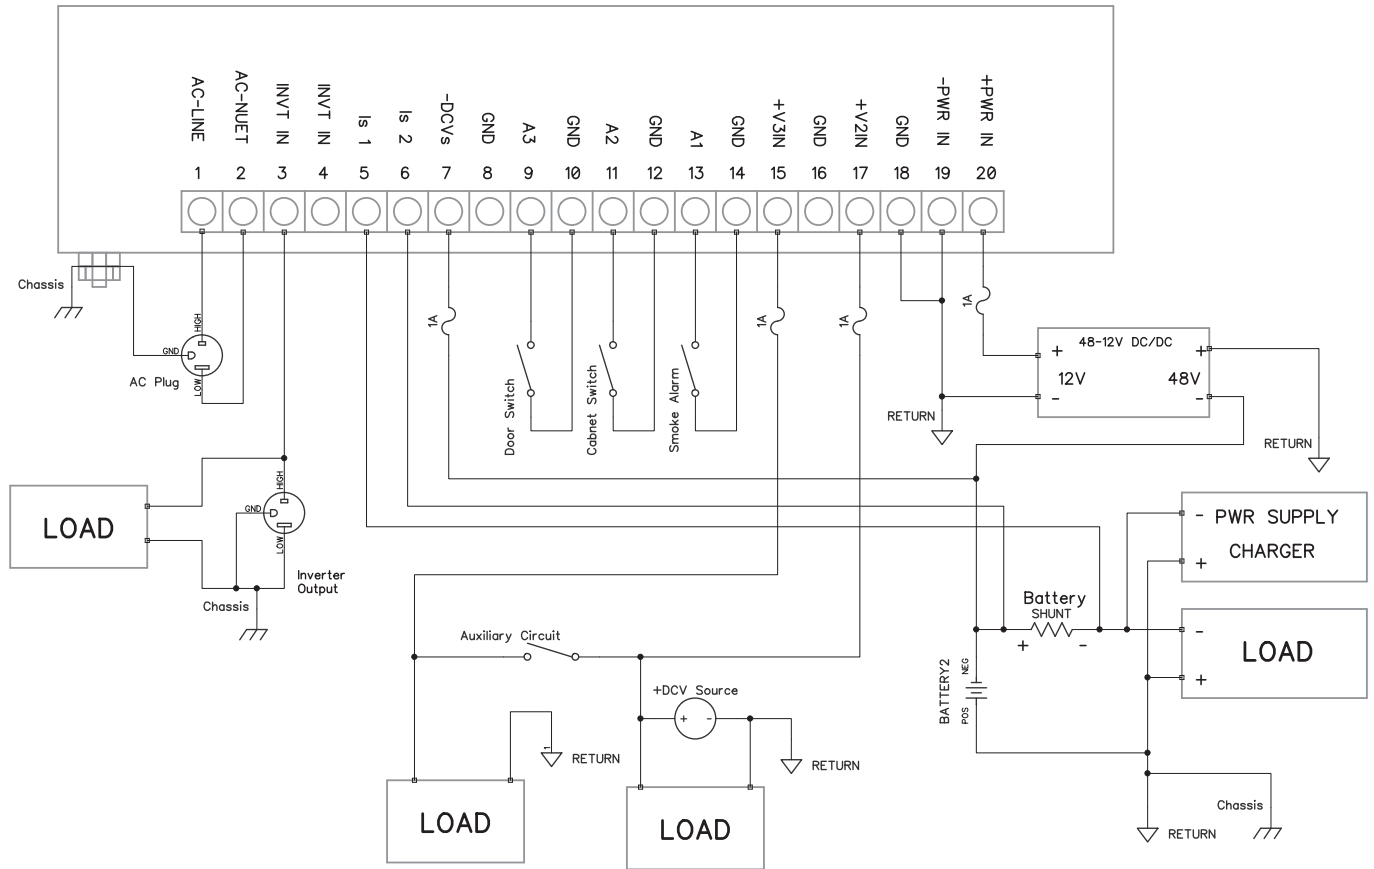 AC-LINE
AC-NUET
INVT IN
INVT IN
Is 1
Is 2
-DCVs
GND
A3
GND
A2
GND
A1
GND
+V3IN
GND
+V2IN
GND
-PWR IN
+PWR IN
1 2 3 4 5 6 7 8 9 10 11 12 13 14 15 16 17 18 19 20
Chassis
HIGH
GND
LOW
AC Plug
1A
1A
1A
1A
Door Switch
Cabnet Switch
Smoke Alarm
48-12V DC/DC
+ +
12V 48V
- -
RETURN
RETURN
LOAD
HIGH
GND
LOW
Inverter
Output
Chassis
- PWR SUPPLY
CHARGER
+
Battery
SHUNT
+ -
-
LOAD
+
Auxiliary Circuit
BATTERY2
NEG
POS
+DCV Source
+ -
1
RETURN
RETURN
LOAD
LOAD
Chassis
RETURN